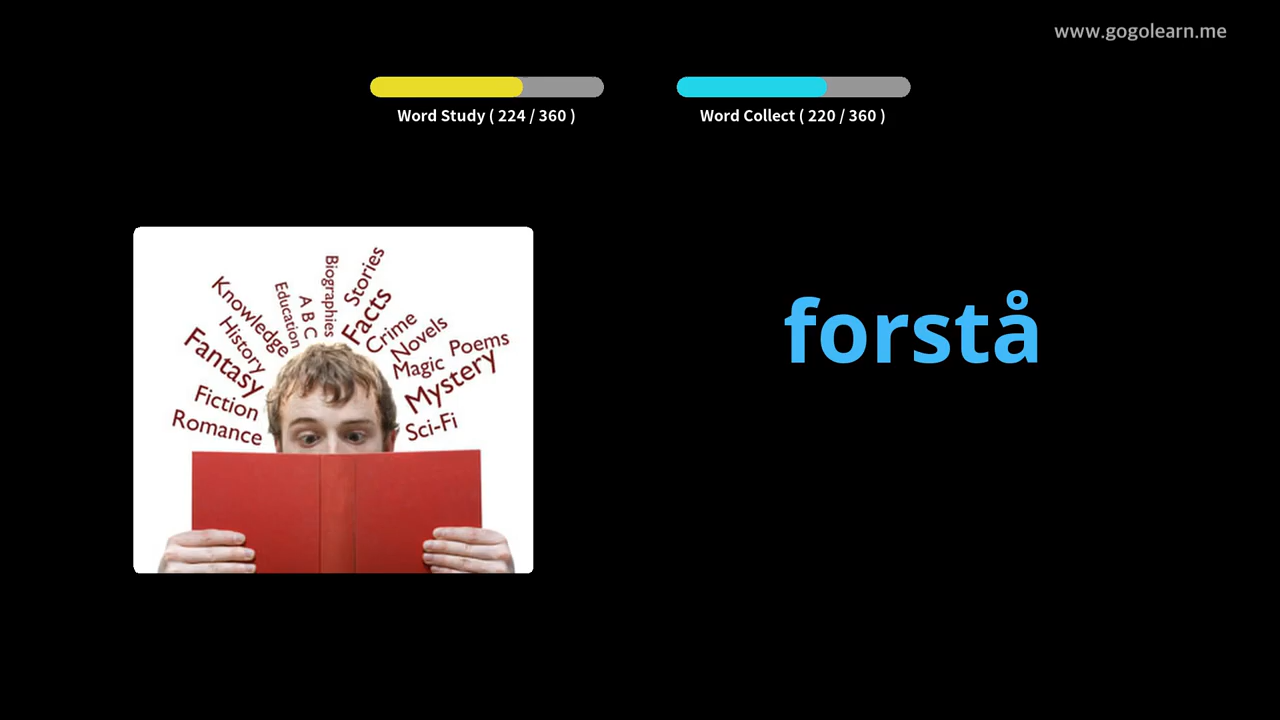 www.gogolearn.me
Word Study ( 224 / 360 )
Word Collect ( 220 / 360 )
Biographies
Stories
Education
A B C
Facts
Knowledge
Crime
History
Novels
Fantasy
Magic
Poems
Mystery
Fiction
Romance
Sci-Fi
forstå